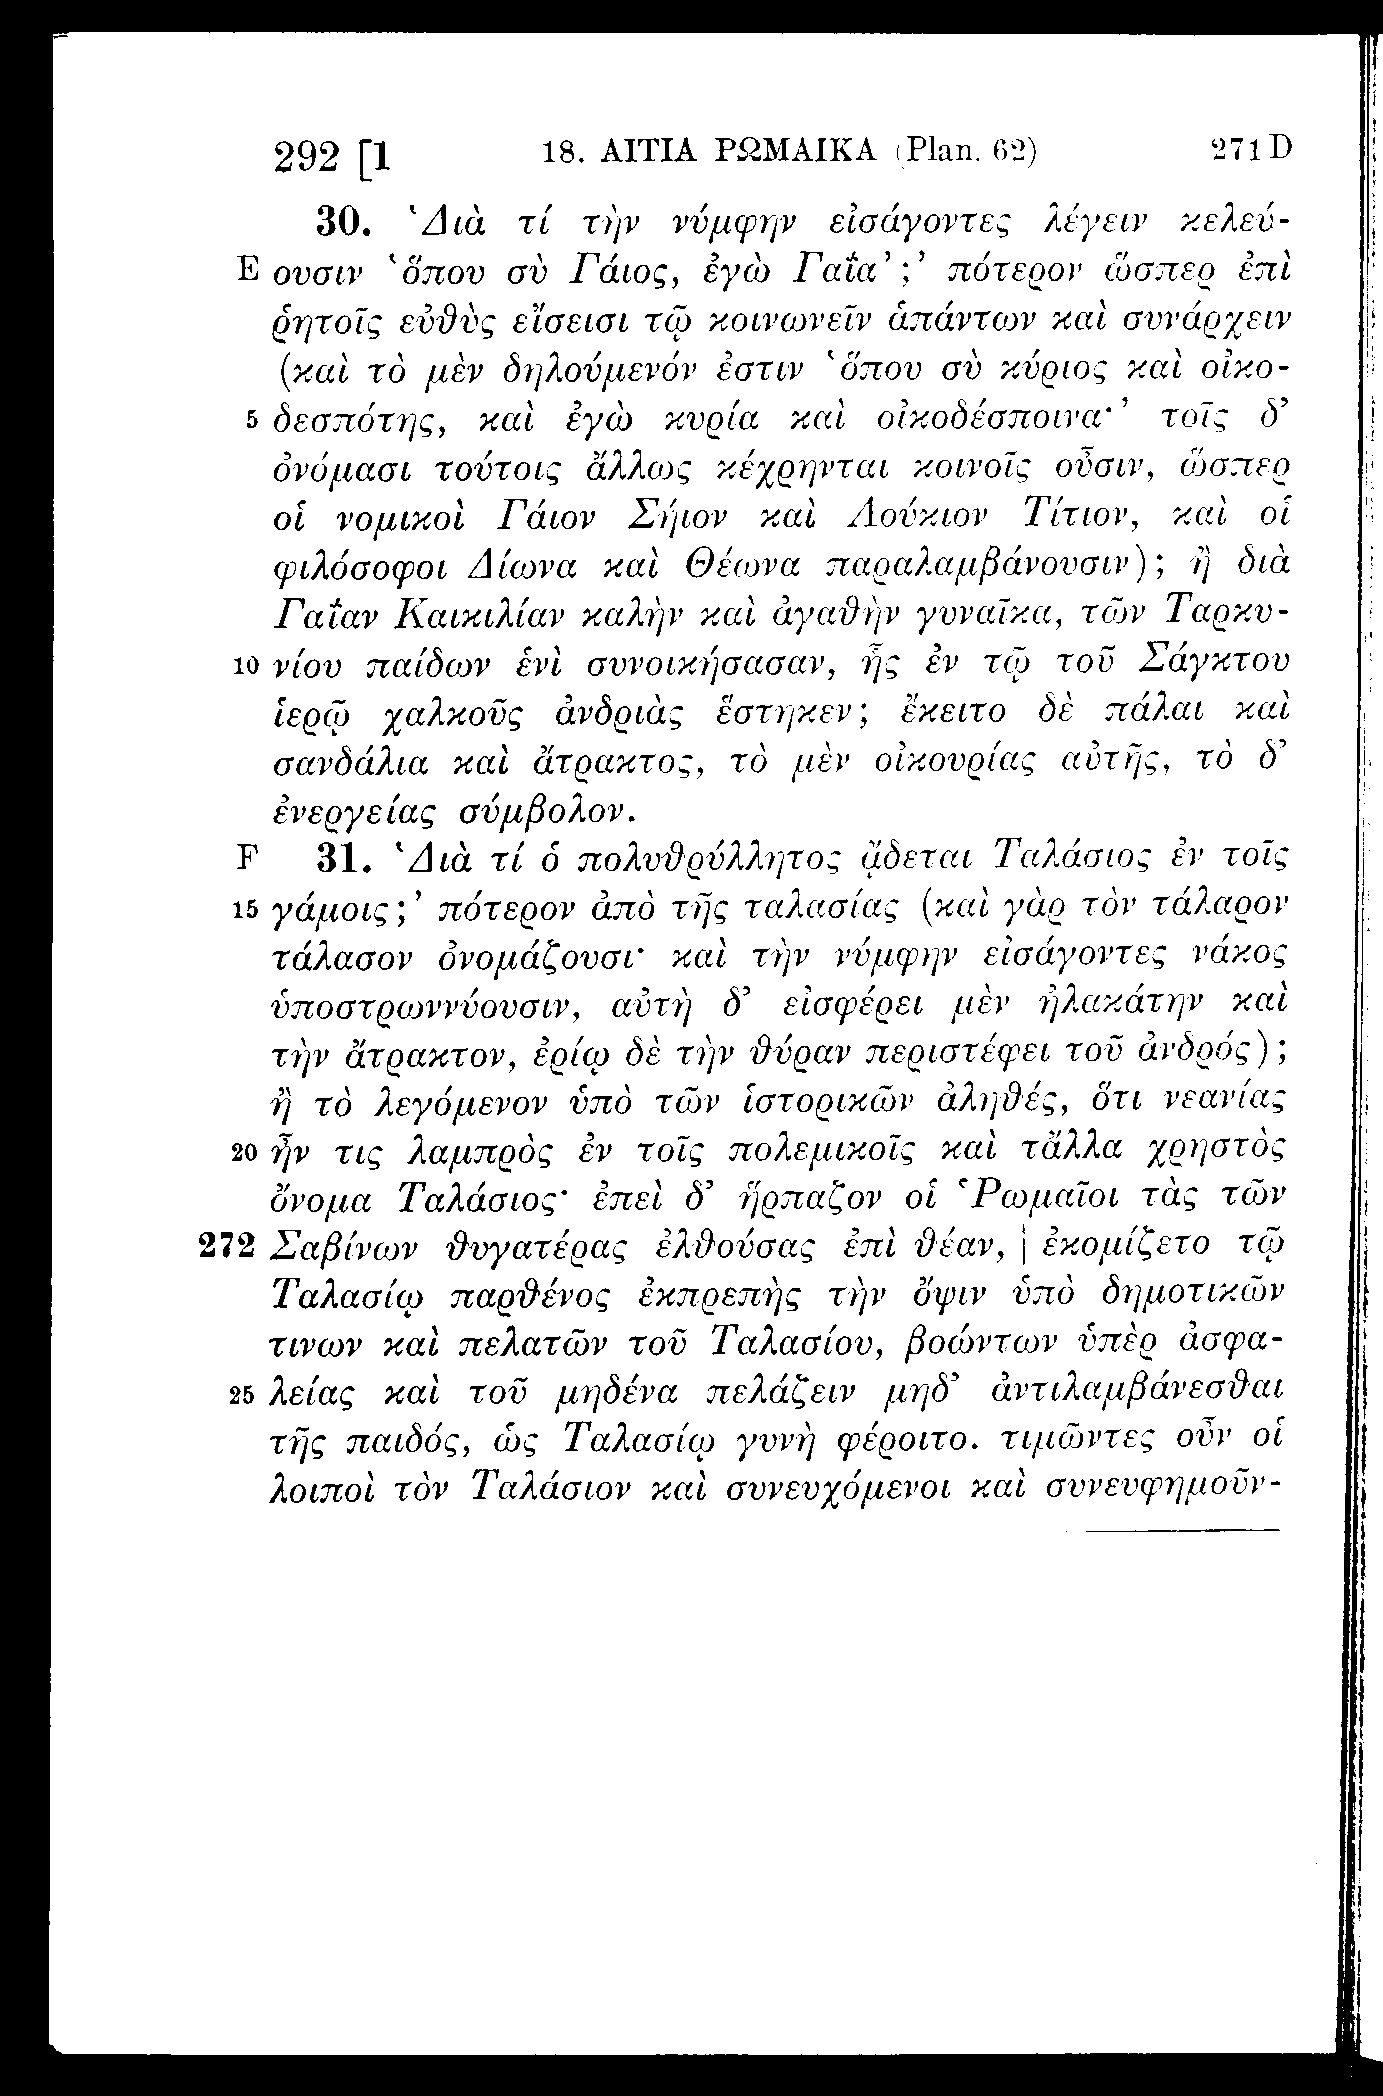 292 [1 18. ΑΙΤΙΑ ΡΩΜΑΙΚΑ (Plan. 62) 271 D
30. ‘Διὰ τί τὴν νύμφην εἰσάγοντες λέγειν κελεύ-
E ουσιν ‘ὅπου σὺ Γάιος, ἐγὼ Γαΐα’;’ πότερον ὥσπερ ἐπὶ
ῥητοῖς εὐθὺς εἴσεισι τῷ κοινωνεῖν ἁπάντων καὶ συνάρχειν
(καὶ τὸ μὲν δηλούμενόν ἐστιν ‘ὅπου σὺ κύριος καὶ οἰκο-
5 δεσπότης, καὶ ἐγὼ κυρία καὶ οἰκοδέσποινα·’ τοῖς δ’
ὀνόμασι τούτοις ἄλλως κέχρηνται κοινοῖς οὖσιν, ὥσπερ
οἱ νομικοὶ Γάιον Σήιον καὶ Λούκιον Τίτιον, καὶ οἱ
φιλόσοφοι Δίωνα καὶ Θέωνα παραλαμβάνουσιν); ἢ διὰ
Γαΐαν Καικιλίαν καλὴν καὶ ἀγαθὴν γυναῖκα, τῶν Ταρκυ-
10 νίου παίδων ἑνὶ συνοικήσασαν, ἧς ἐν τῷ τοῦ Σάγκτου
ἱερῷ χαλκοῦς ἀνδριὰς ἕστηκεν; ἔκειτο δὲ πάλαι καὶ
σανδάλια καὶ ἄτρακτος, τὸ μὲν οἰκουρίας αὐτῆς, τὸ δ’
ἐνεργείας σύμβολον.
F 31. ‘Διὰ τί ὁ πολυθρύλλητος ᾄδεται Ταλάσιος ἐν τοῖς
15 γάμοις;’ πότερον ἀπὸ τῆς ταλασίας (καὶ γὰρ τὸν τάλαρον
τάλασον ὀνομάζουσι· καὶ τὴν νύμφην εἰσάγοντες νάκος
ὑποστρωννύουσιν, αὐτὴ δ’ εἰσφέρει μὲν ἠλακάτην καὶ
τὴν ἄτρακτον, ἐρίῳ δὲ τὴν θύραν περιστέφει τοῦ ἀνδρός);
ἢ τὸ λεγόμενον ὑπὸ τῶν ἱστορικῶν ἀληθές, ὅτι νεανίας
20 ἦν τις λαμπρὸς ἐν τοῖς πολεμικοῖς καὶ τἄλλα χρηστὸς
ὄνομα Ταλάσιος· ἐπεὶ δ’ ἥρπαζον οἱ Ῥωμαῖοι τὰς τῶν
272 Σαβίνων θυγατέρας ἐλθούσας ἐπὶ θέαν, | ἐκομίζετο τῷ
Ταλασίῳ παρθένος ἐκπρεπὴς τὴν ὄψιν ὑπὸ δημοτικῶν
τινων καὶ πελατῶν τοῦ Ταλασίου, βοώντων ὑπὲρ ἀσφα-
25 λείας καὶ τοῦ μηδένα πελάζειν μηδ’ ἀντιλαμβάνεσθαι
τῆς παιδός, ὡς Ταλασίῳ γυνὴ φέροιτο. τιμῶντες οὖν οἱ
λοιποὶ τὸν Ταλάσιον καὶ συνευχόμενοι καὶ συνευφημοῦν-